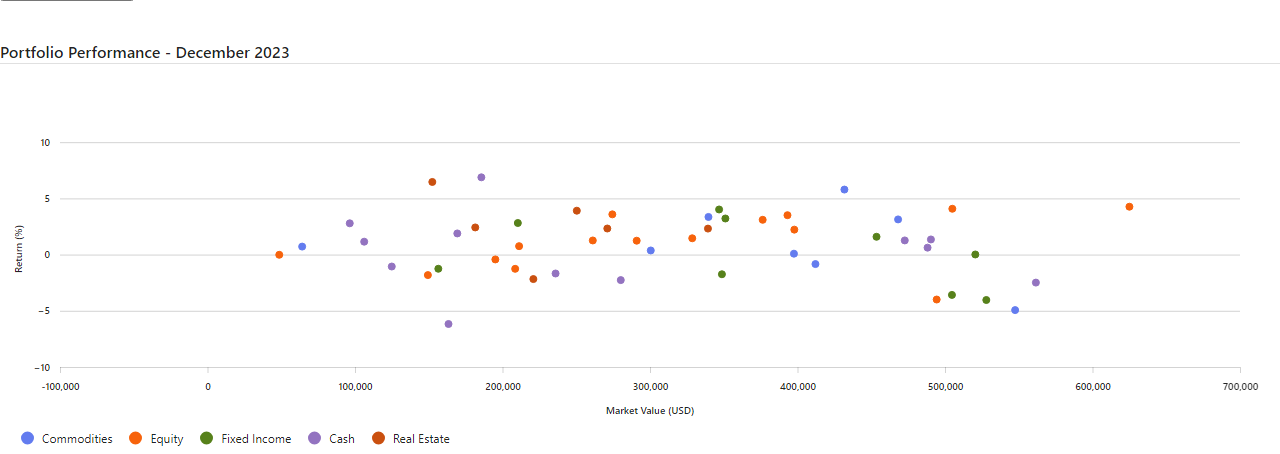 Portfolio Performance - December 2023
10
5
0
−5
−10
Return (%)
-100,000 0 100,000 200,000 300,000 400,000 500,000 600,000 700,000
Market Value (USD)
Commodities Equity Fixed Income Cash Real Estate